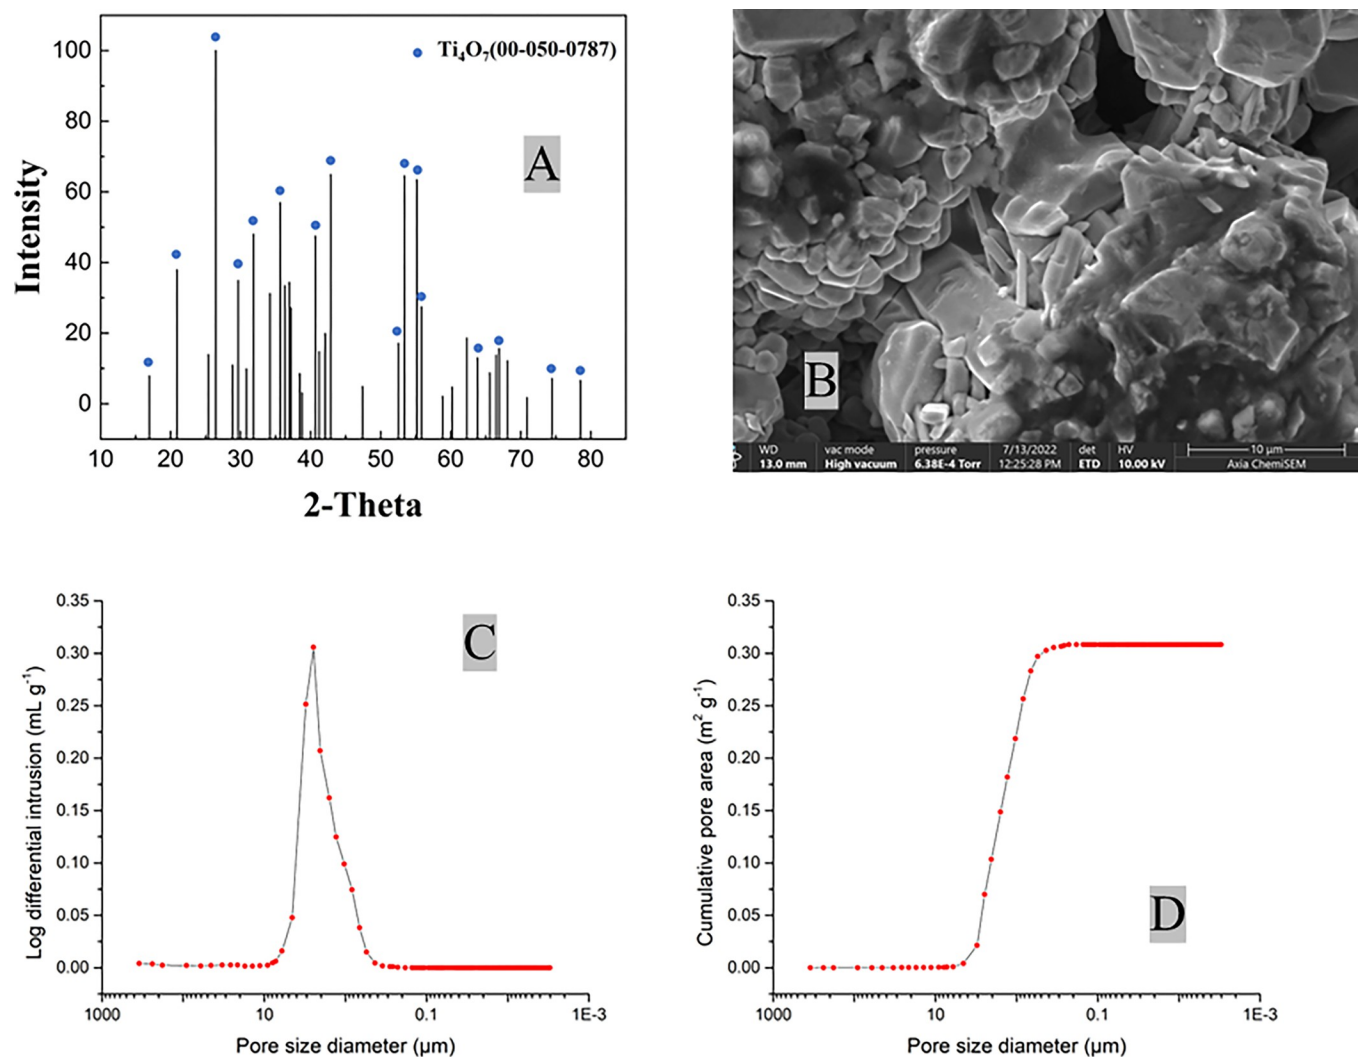 100
80
60
40
20
0
Intensity
10 20 30 40 50 60 70 80
2-Theta
Ti₄O₇(00-050-0787)
A
B
WD vac mode pressure 7/13/2022 det HV 10 µm
13.0 mm High vacuum 6.38E-4 Torr 12:25:28 PM ETD 10.00 kV Axia ChemiSEM
0.35
0.30
0.25
0.20
0.15
0.10
0.05
0.00
Log differential intrusion (mL g⁻¹)
1000 10 0.1 1E-3
Pore size diameter (µm)
C
0.35
0.30
0.25
0.20
0.15
0.10
0.05
0.00
Cumulative pore area (m² g⁻¹)
1000 10 0.1 1E-3
Pore size diameter (µm)
D